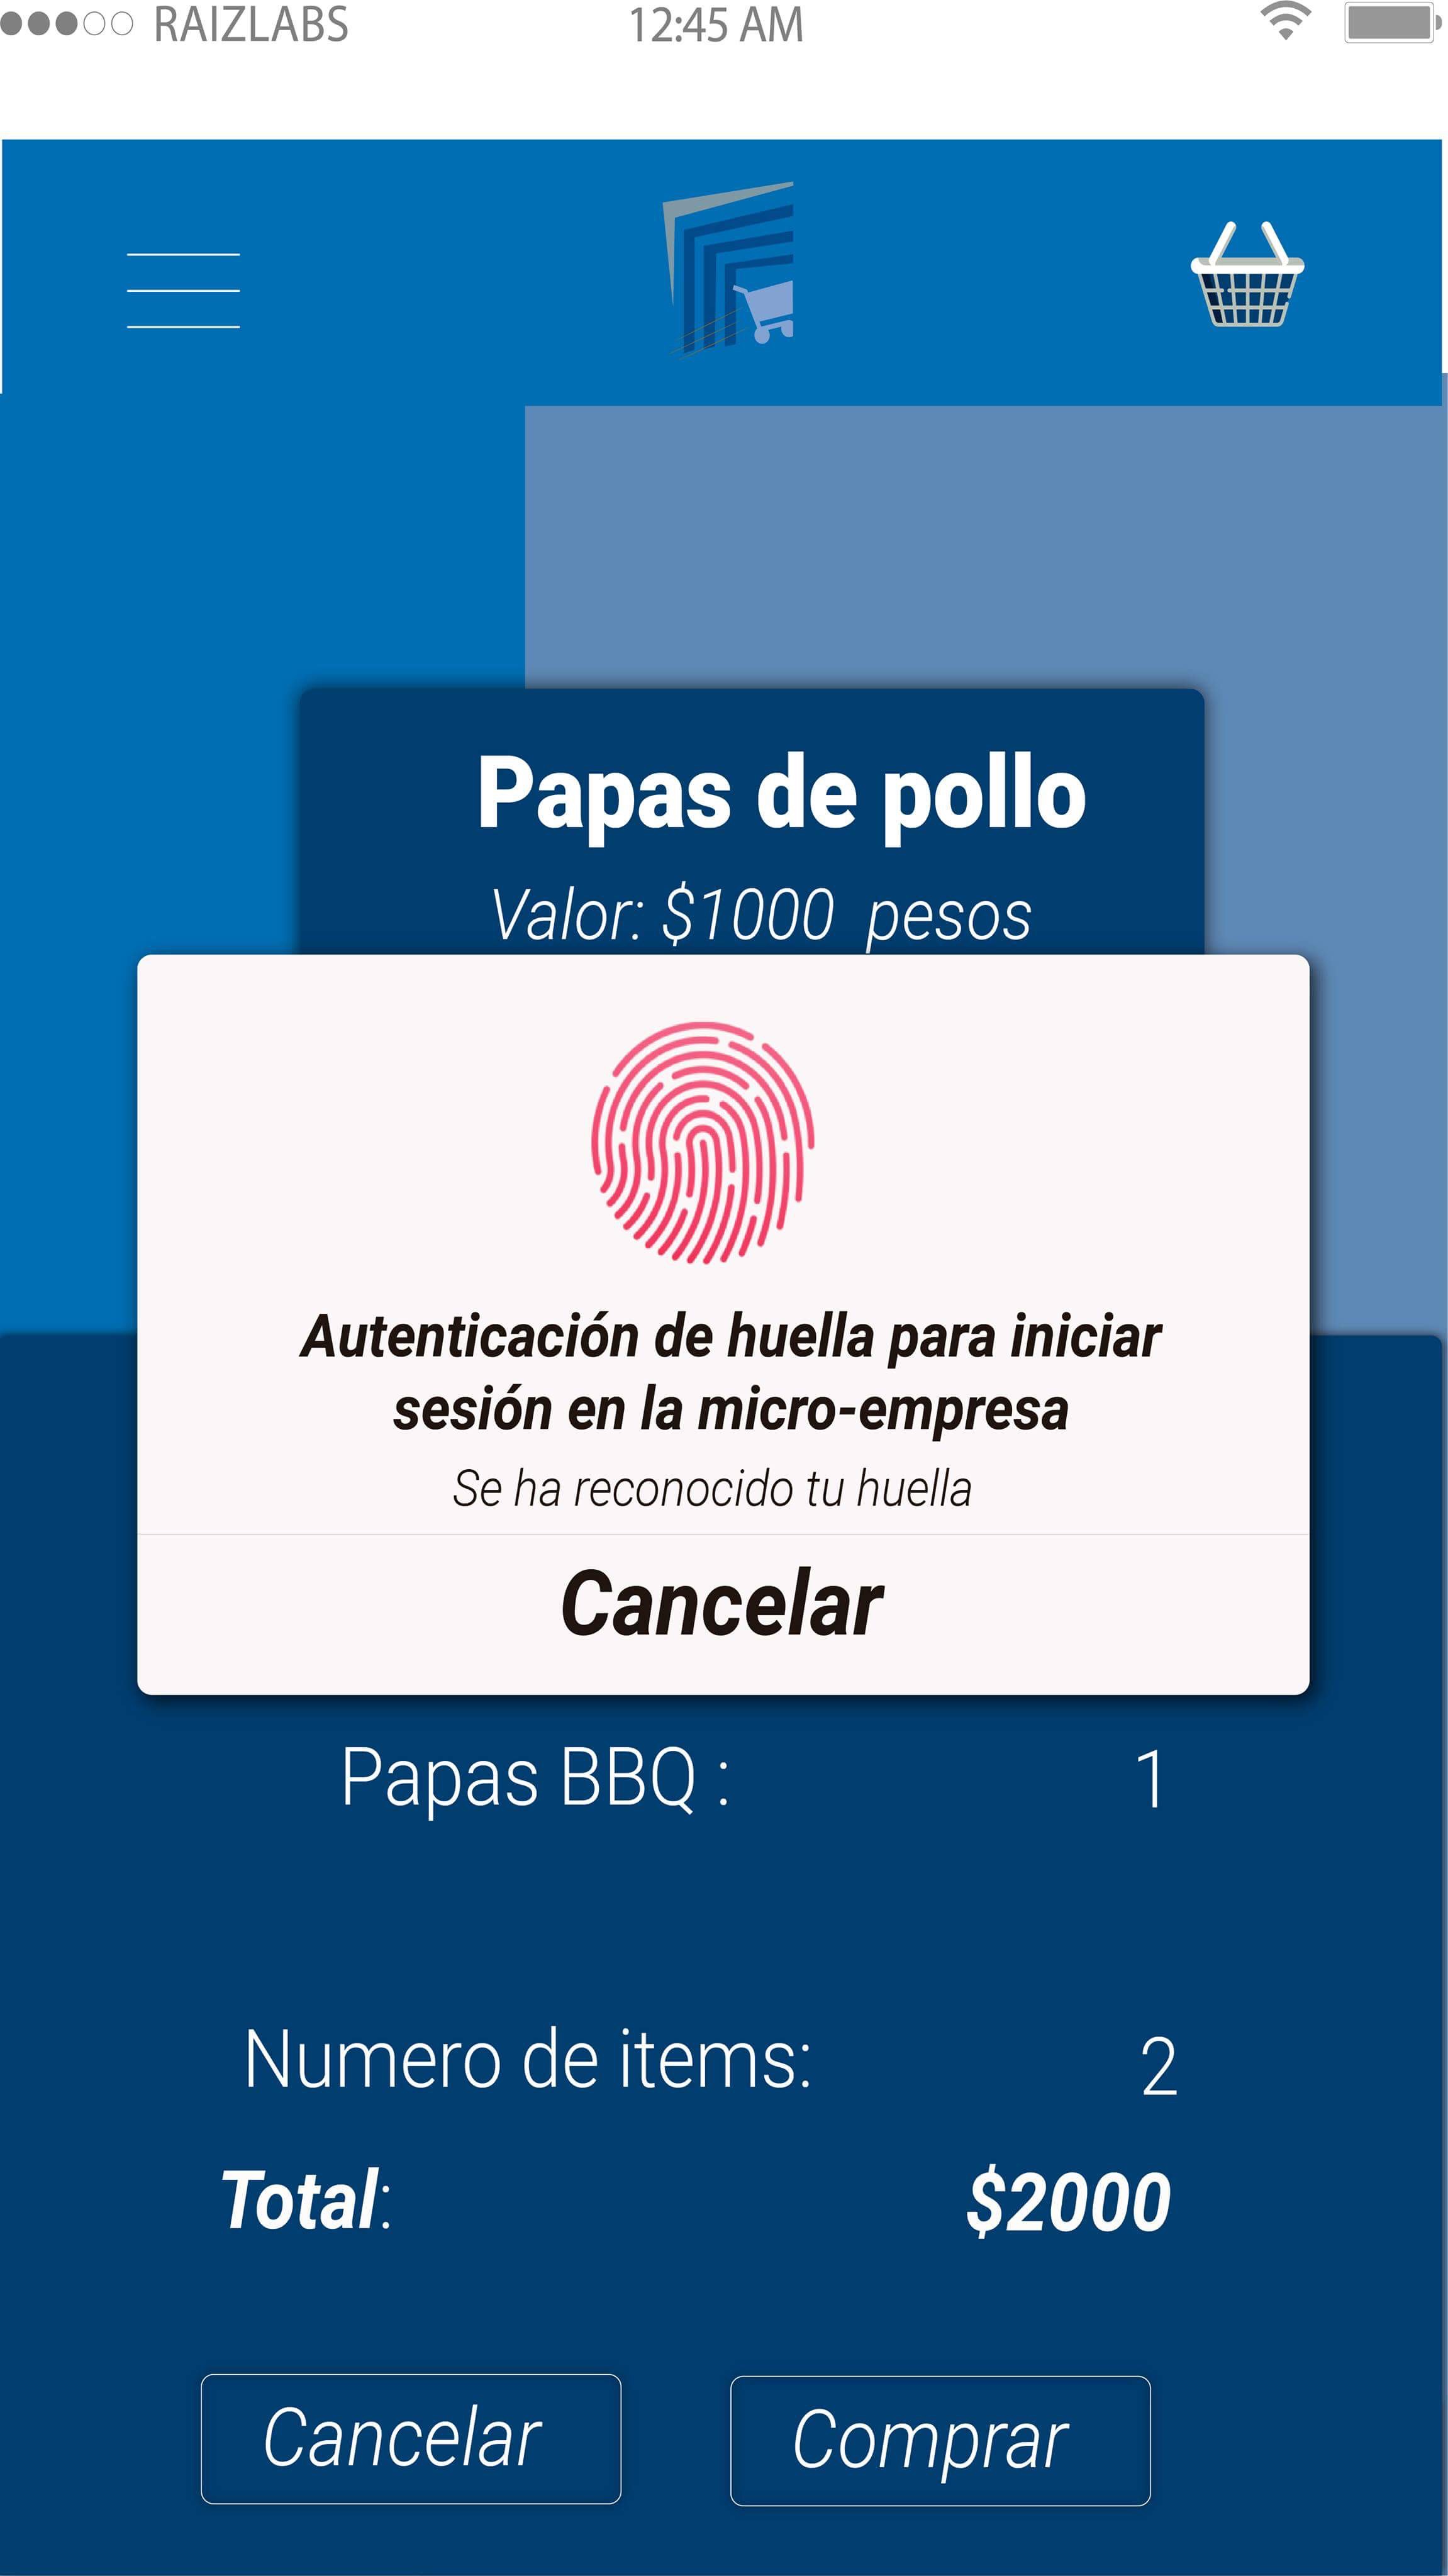 RAIZLABS 12:45 AM
Papas de pollo
Valor: $1000 pesos
Autenticación de huella para iniciar
sesión en la micro-empresa
Se ha reconocido tu huella
Cancelar
Papas BBQ : 1
Numero de items: 2
Total: $2000
Cancelar Comprar